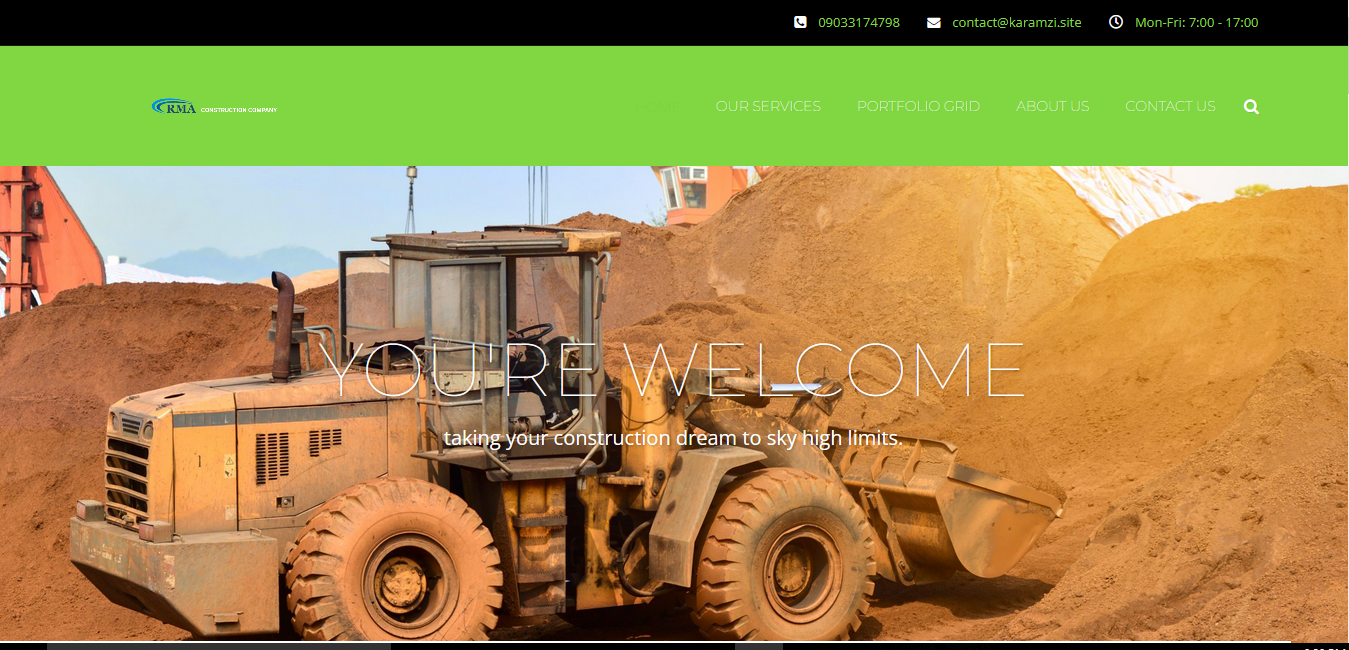 09033174798 contact@karamzi.site Mon-Fri: 7:00 - 17:00
RMA CONSTRUCTION COMPANY
HOME OUR SERVICES PORTFOLIO GRID ABOUT US CONTACT US
YOU'RE WELCOME
taking your construction dream to sky high limits.